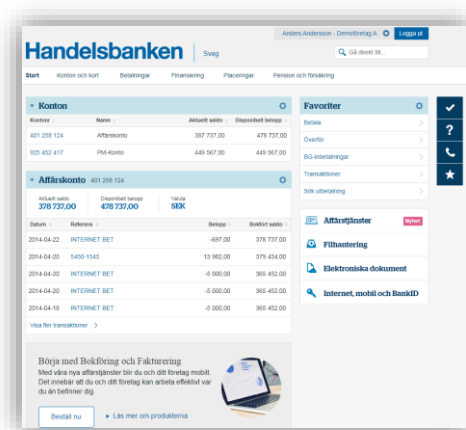 Anders Andersson - Demoföretag A
Logga ut
Handelsbanken
Sveg
Gå direkt till...
Start
Konton och kort
Betalningar
Finansiering
Placeringar
Pension och försäkring
Konton
Kontonr Namn Aktuellt saldo Disponibelt belopp
401 258 124 Affärskonto 397 737,00 478 737,00
925 452 417 PM-Konto 449 567,00 449 567,00
Affärskonto 401 258 124
Aktuellt saldo Disponibelt belopp Valuta
378 737,00 478 737,00 SEK
Datum Referens Belopp Bokfört saldo
2014-04-22 INTERNET BET -697,00 378 737,00
2014-04-20 5450-1545 13 982,00 379 434,00
2014-04-20 INTERNET BET -5 000,00 365 452,00
2014-04-20 INTERNET BET -5 000,00 365 452,00
2014-04-18 INTERNET BET -5 000,00 365 452,00
Visa fler transaktioner
Börja med Bokföring och Fakturering
Med våra nya affärstjänster blir du och ditt företag mobilt.
Det innebär att du och ditt företag kan arbeta effektivt var
du än befinner dig.
Beställ nu
Läs mer om produkterna
Favoriter
Betala
Överför
BG-inbetalningar
Transaktioner
Sök utbetalning
Affärstjänster Nyhet
Filhantering
Elektroniska dokument
Internet, mobil och BankID
?